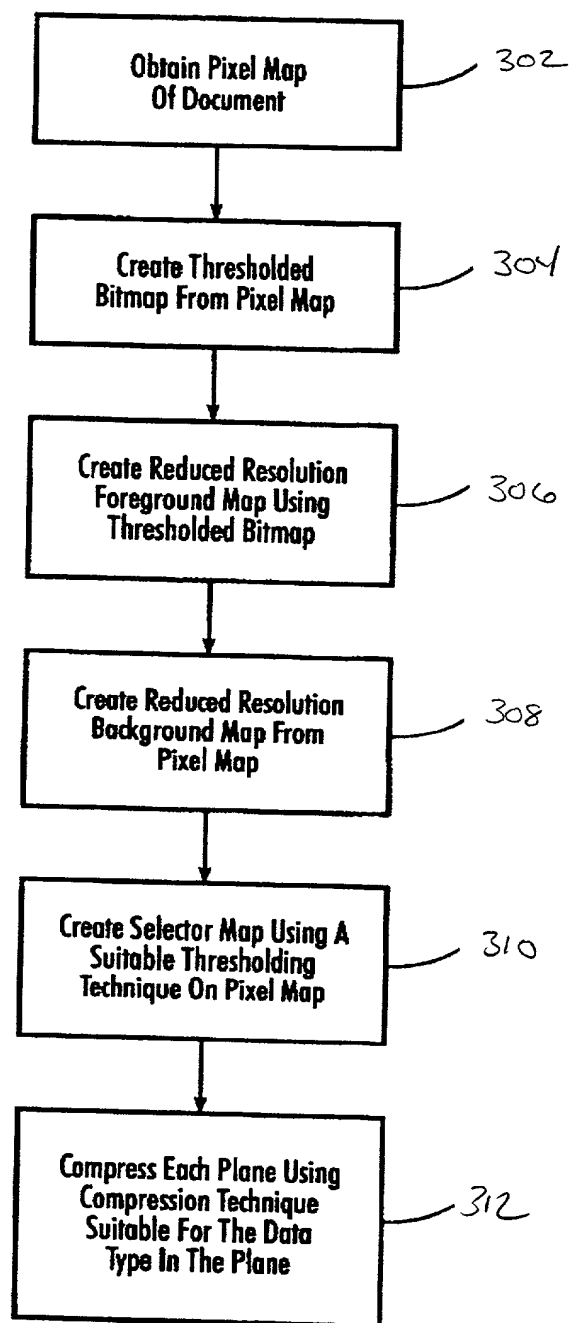 Obtain Pixel Map
Of Document
302
Create Thresholded
Bitmap From Pixel Map
304
Create Reduced Resolution
Foreground Map Using
Thresholded Bitmap
306
Create Reduced Resolution
Background Map From
Pixel Map
308
Create Selector Map Using A
Suitable Thresholding
Technique On Pixel Map
310
Compress Each Plane Using
Compression Technique
Suitable For The Data
Type In The Plane
312